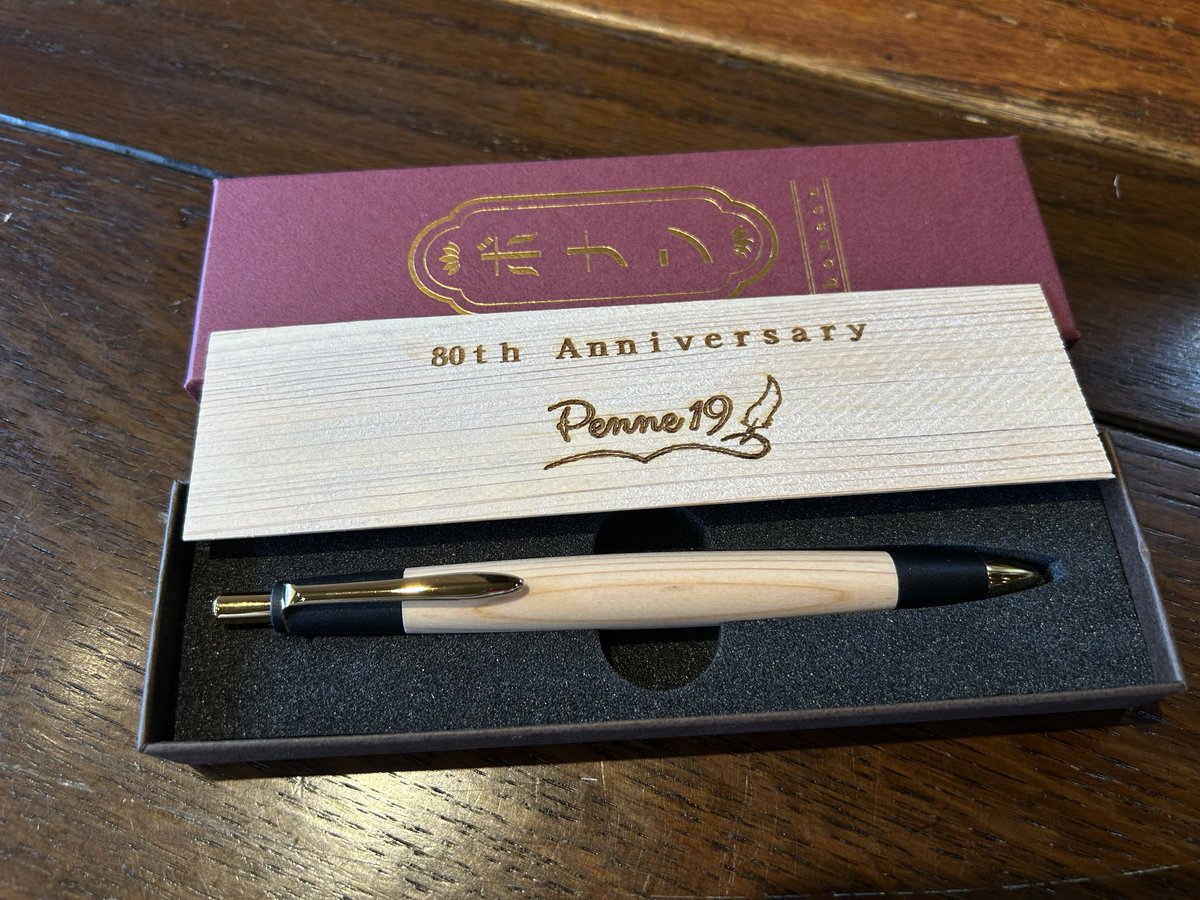 ボナン
80th Anniversary
Penne19